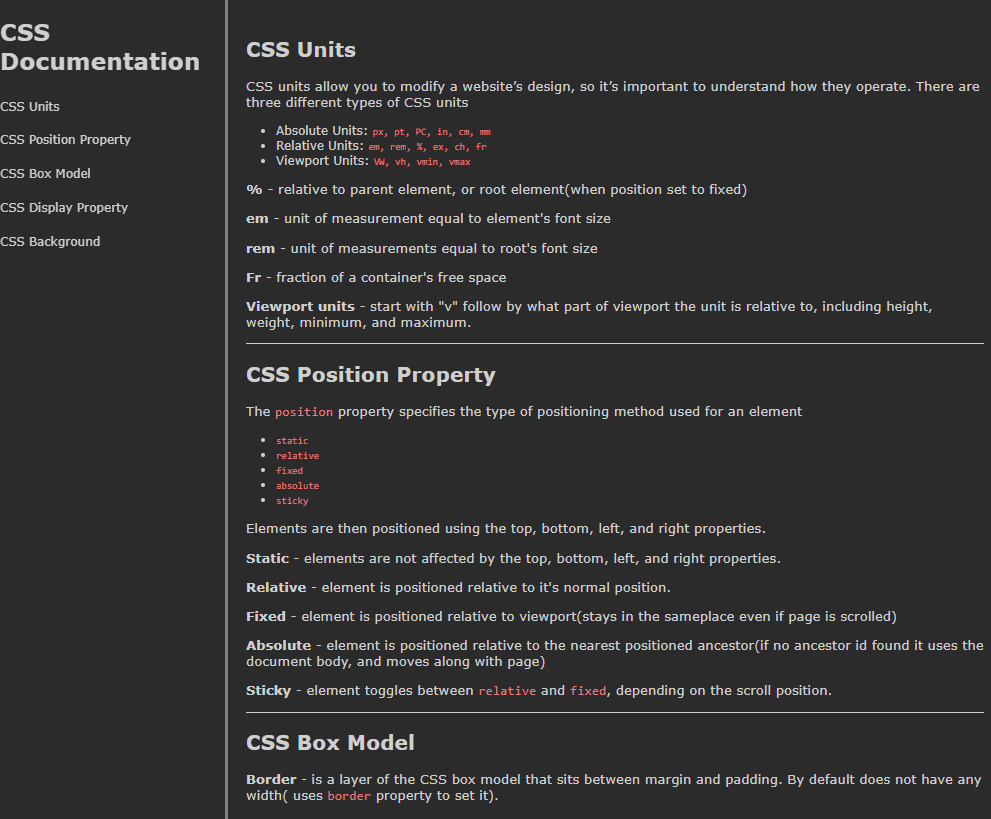 CSS
Documentation
CSS Units
CSS Position Property
CSS Box Model
CSS Display Property
CSS Background
CSS Units
CSS units allow you to modify a website’s design, so it’s important to understand how they operate. There are
three different types of CSS units
Absolute Units: px, pt, PC, in, cm, mm
Relative Units: em, rem, %, ex, ch, fr
Viewport Units: VW, vh, vmin, vmax
% - relative to parent element, or root element(when position set to fixed)
em - unit of measurement equal to element's font size
rem - unit of measurements equal to root's font size
Fr - fraction of a container's free space
Viewport units - start with "v" follow by what part of viewport the unit is relative to, including height,
weight, minimum, and maximum.
CSS Position Property
The position property specifies the type of positioning method used for an element
static
relative
fixed
absolute
sticky
Elements are then positioned using the top, bottom, left, and right properties.
Static - elements are not affected by the top, bottom, left, and right properties.
Relative - element is positioned relative to it's normal position.
Fixed - element is positioned relative to viewport(stays in the sameplace even if page is scrolled)
Absolute - element is positioned relative to the nearest positioned ancestor(if no ancestor id found it uses the
document body, and moves along with page)
Sticky - element toggles between relative and fixed, depending on the scroll position.
CSS Box Model
Border - is a layer of the CSS box model that sits between margin and padding. By default does not have any
width( uses border property to set it).